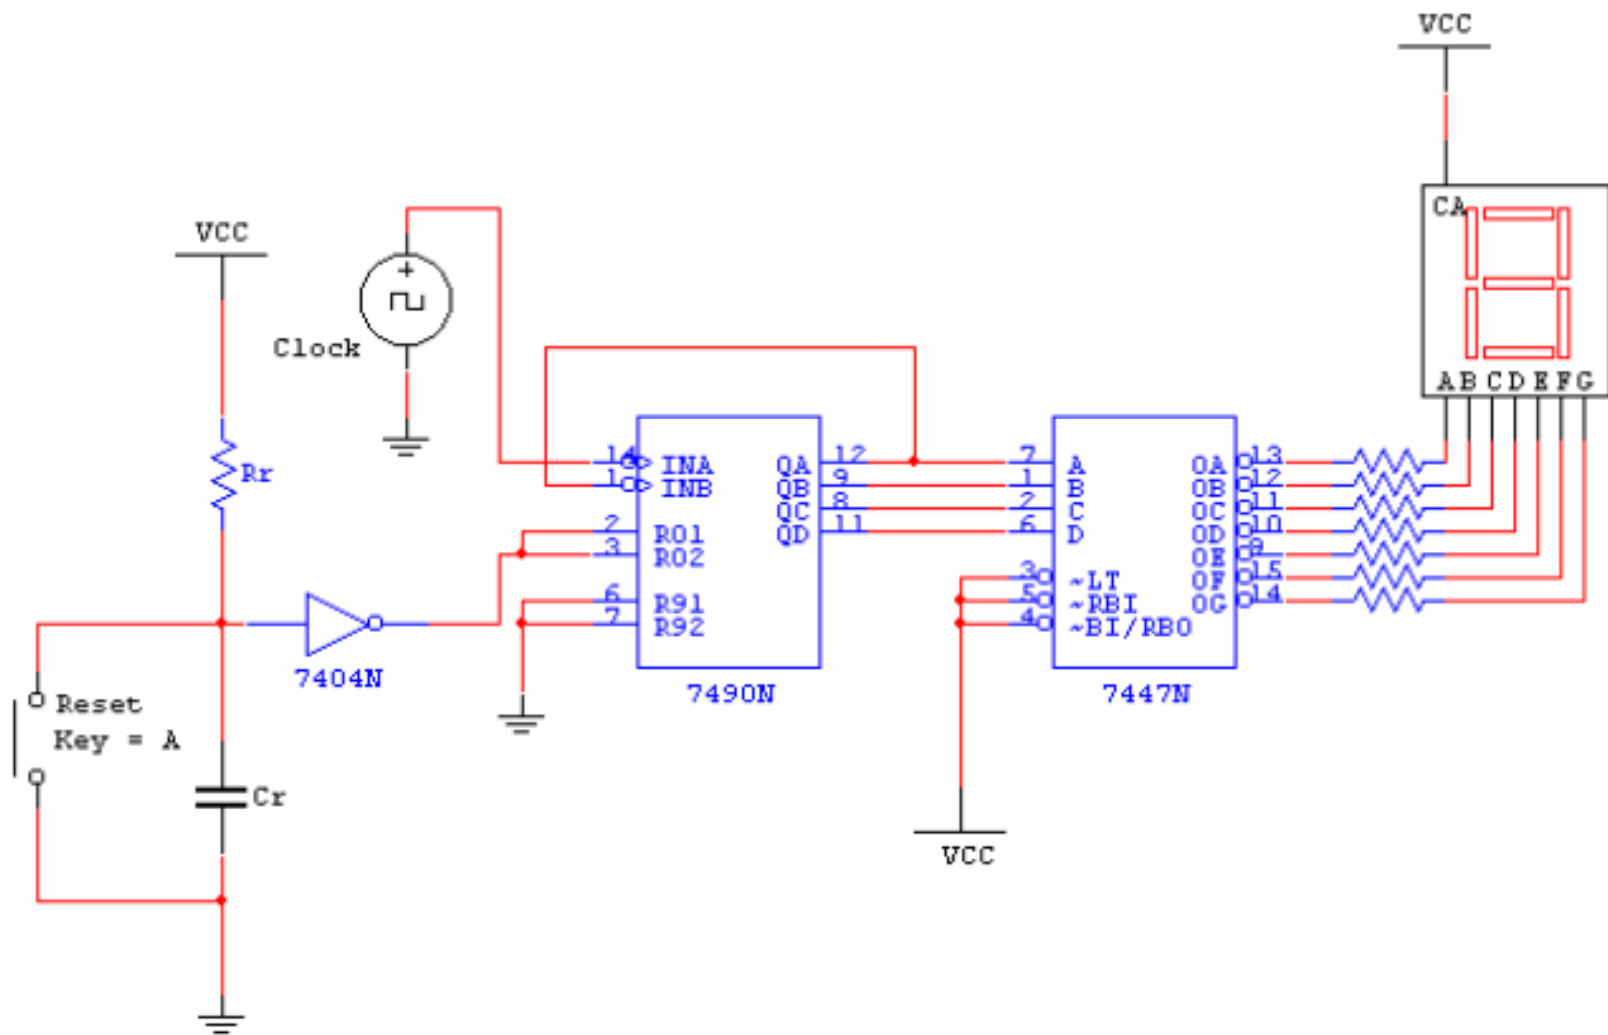 VCC
CA
A B C D E F G
VCC
Clock
Rr
14 INA QA 12
1 INB QB 9
QC 8
2 R01 QD 11
3 R02
6 R91
7 R92
7490N
7 A OA 13
1 B OB 12
2 C OC 11
6 D OD 10
OE 9
3 ~LT OF 15
5 ~RBI OG 14
4 ~BI/RBO
7447N
7404N
Reset
Key = A
Cr
VCC